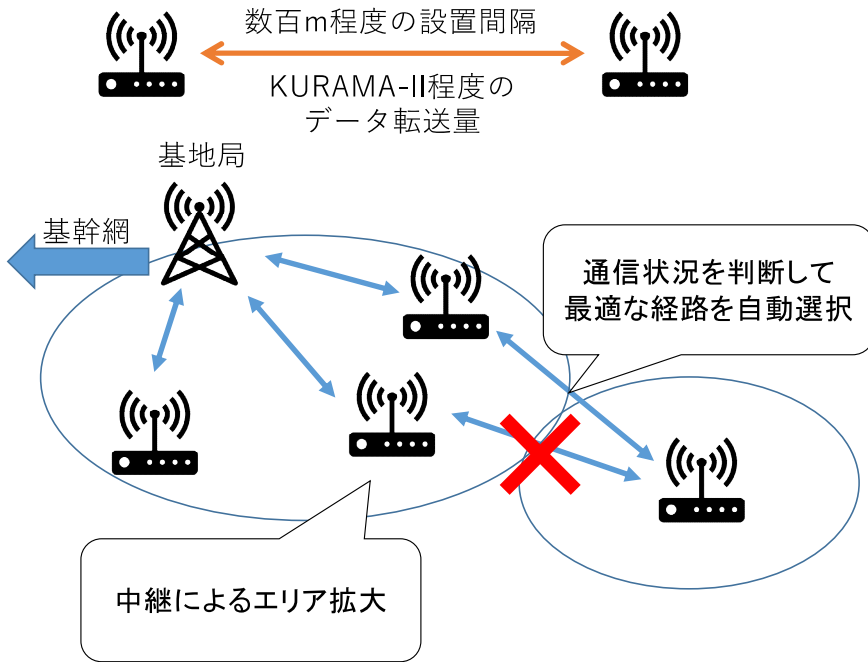 数百m程度の設置間隔
KURAMA-II程度の
データ転送量
基地局
基幹網
通信状況を判断して
最適な経路を自動選択
中継によるエリア拡大